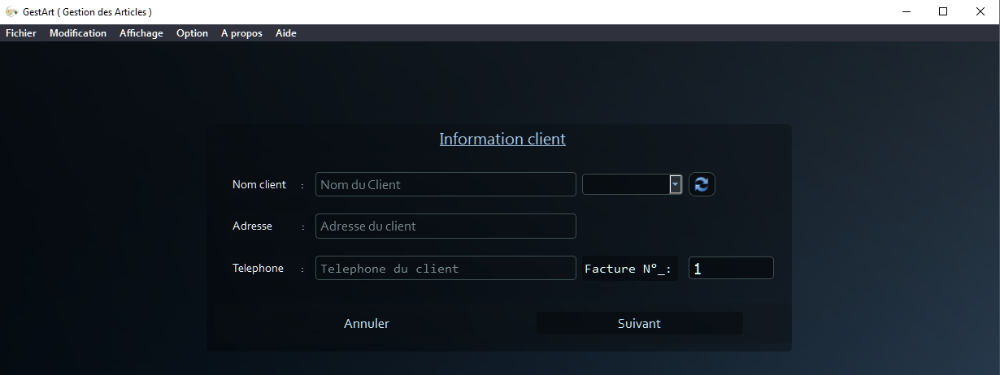 GestArt ( Gestion des Articles )
Fichier Modification Affichage Option A propos Aide
Information client
Nom client : Nom du Client
Adresse : Adresse du client
Telephone : Telephone du client Facture N°_: 1
Annuler Suivant